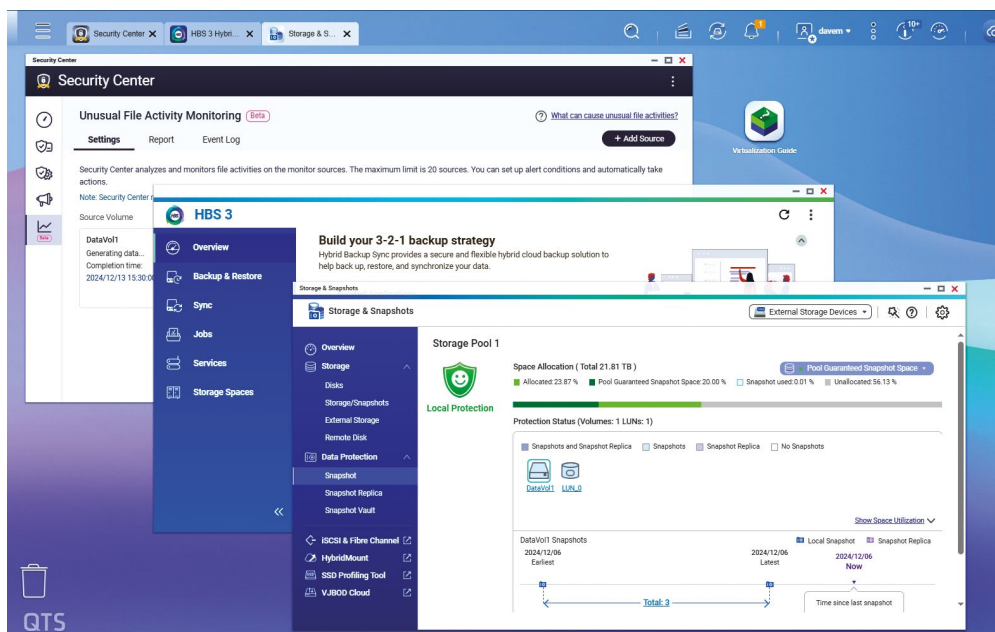 Security Center
HBS 3 Hybri...
Storage & S...
1
davem
10+
Security Center
Security Center
Unusual File Activity Monitoring Beta
What can cause unusual file activities?
Settings Report Event Log
+ Add Source
Security Center analyzes and monitors file activities on the monitor sources. The maximum limit is 20 sources. You can set up alert conditions and automatically take
actions.
Note: Security Center
Source Volume
Beta
DataVol1
Generating data...
Completion time:
2024/12/13 15:30:0
Virtualization Guide
HBS HBS 3
Overview
Backup & Restore
Sync
Jobs
Services
Storage Spaces
Build your 3-2-1 backup strategy
Hybrid Backup Sync provides a secure and flexible hybrid cloud backup solution to
help back up, restore, and synchronize your data.
Storage & Snapshots
Storage & Snapshots
External Storage Devices
Overview
Storage
Disks
Storage/Snapshots
External Storage
Remote Disk
Data Protection
Snapshot
Snapshot Replica
Snapshot Vault
iSCSI & Fibre Channel
HybridMount
SSD Profiling Tool
VJBOD Cloud
Storage Pool 1
Local Protection
Space Allocation ( Total 21.81 TB )
Pool Guaranteed Snapshot Space
Allocated:23.87 % Pool Guaranteed Snapshot Space:20.00 % Snapshot used:0.01 % Unallocated:56.13 %
Protection Status (Volumes: 1 LUNs: 1)
Snapshots and Snapshot Replica Snapshots Snapshot Replica No Snapshots
DataVol1 LUN_0
Show Space Utilization
DataVol1 Snapshots
Local Snapshot Snapshot Replica
2024/12/06
Earliest
2024/12/06
Latest
2024/12/06
Now
Total: 3
Time since last snapshot
QTS